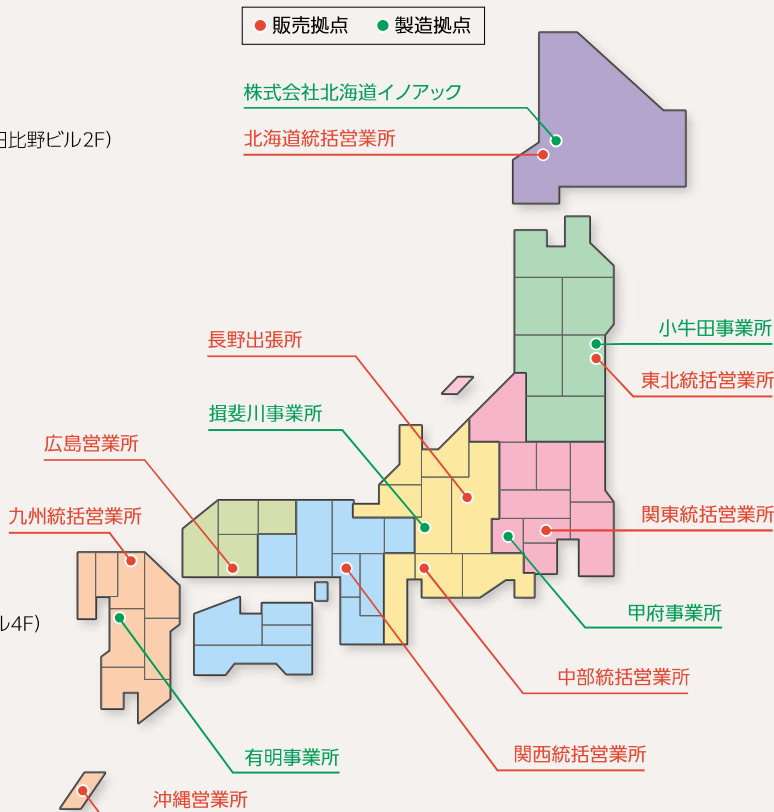 販売拠点 製造拠点
株式会社北海道イノアック
日比野ビル2F)
北海道統括営業所
小牛田事業所
長野出張所
東北統括営業所
揖斐川事業所
広島営業所
九州統括営業所
関東統括営業所
甲府事業所
ル4F)
中部統括営業所
関西統括営業所
有明事業所
沖縄営業所